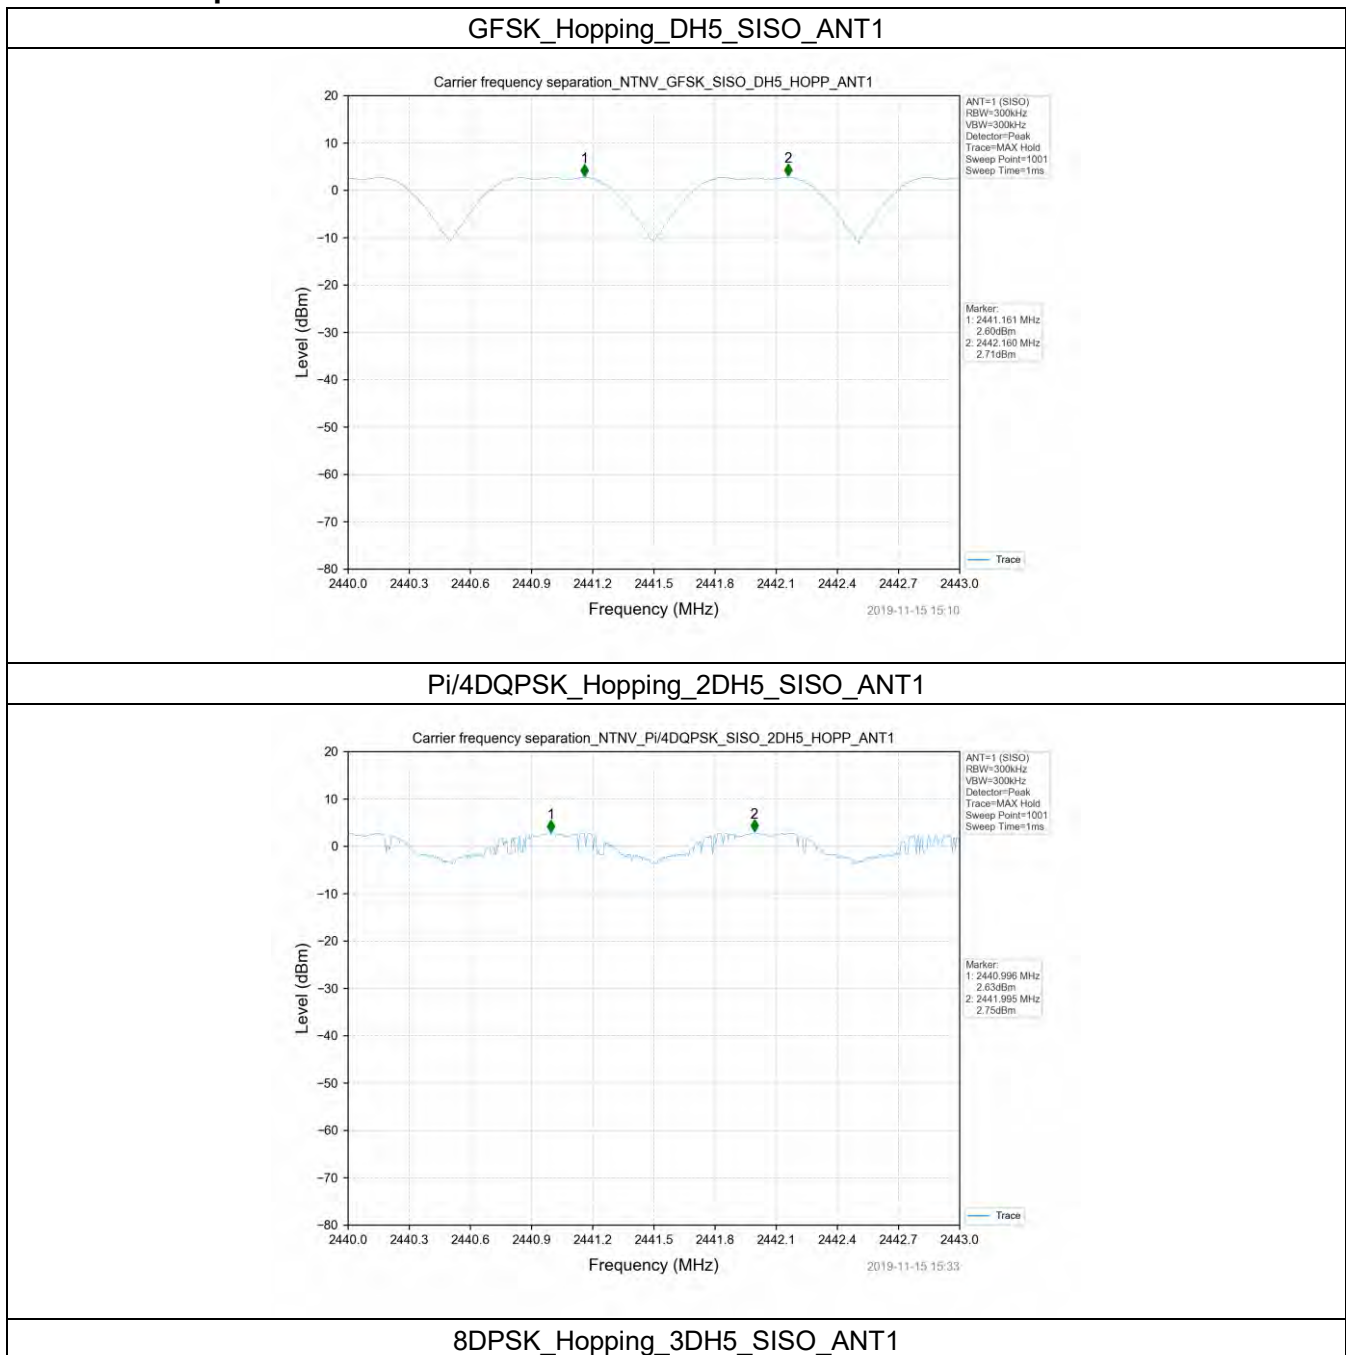 GFSK_Hopping_DH5_SISO_ANT1
Carrier frequency separation_NTNV_GFSK_SISO_DH5_HOPP_ANT1
20
10
0
−10
−20
−30
−40
−50
−60
−70
−80
Level (dBm)
1
2
ANT=1 (SISO)
RBW=300kHz
VBW=300kHz
Detector=Peak
Trace=MAX Hold
Sweep Point=1001
Sweep Time=1ms
Marker:
1: 2441.161 MHz
2.60dBm
2: 2442.160 MHz
2.71dBm
Trace
2440.0 2440.3 2440.6 2440.9 2441.2 2441.5 2441.8 2442.1 2442.4 2442.7 2443.0
Frequency (MHz)
2019-11-15 15:10
Pi/4DQPSK_Hopping_2DH5_SISO_ANT1
Carrier frequency separation_NTNV_Pi/4DQPSK_SISO_2DH5_HOPP_ANT1
20
10
0
−10
−20
−30
−40
−50
−60
−70
−80
Level (dBm)
1
2
ANT=1 (SISO)
RBW=300kHz
VBW=300kHz
Detector=Peak
Trace=MAX Hold
Sweep Point=1001
Sweep Time=1ms
Marker:
1: 2440.996 MHz
2.63dBm
2: 2441.995 MHz
2.75dBm
Trace
2440.0 2440.3 2440.6 2440.9 2441.2 2441.5 2441.8 2442.1 2442.4 2442.7 2443.0
Frequency (MHz)
2019-11-15 15:33
8DPSK_Hopping_3DH5_SISO_ANT1